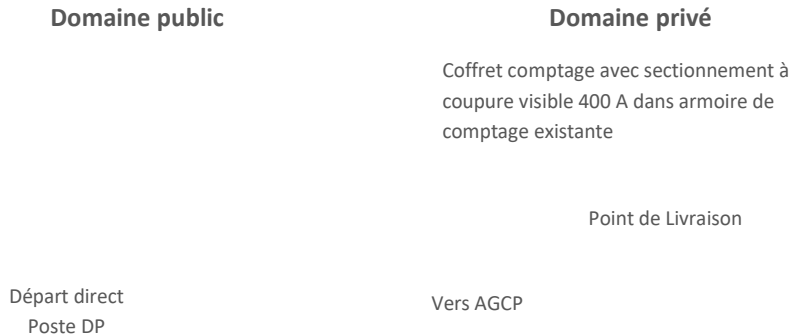 Domaine public
Domaine privé
Coffret comptage avec sectionnement à
coupure visible 400 A dans armoire de
comptage existante
Point de Livraison
Départ direct
Poste DP
Vers AGCP